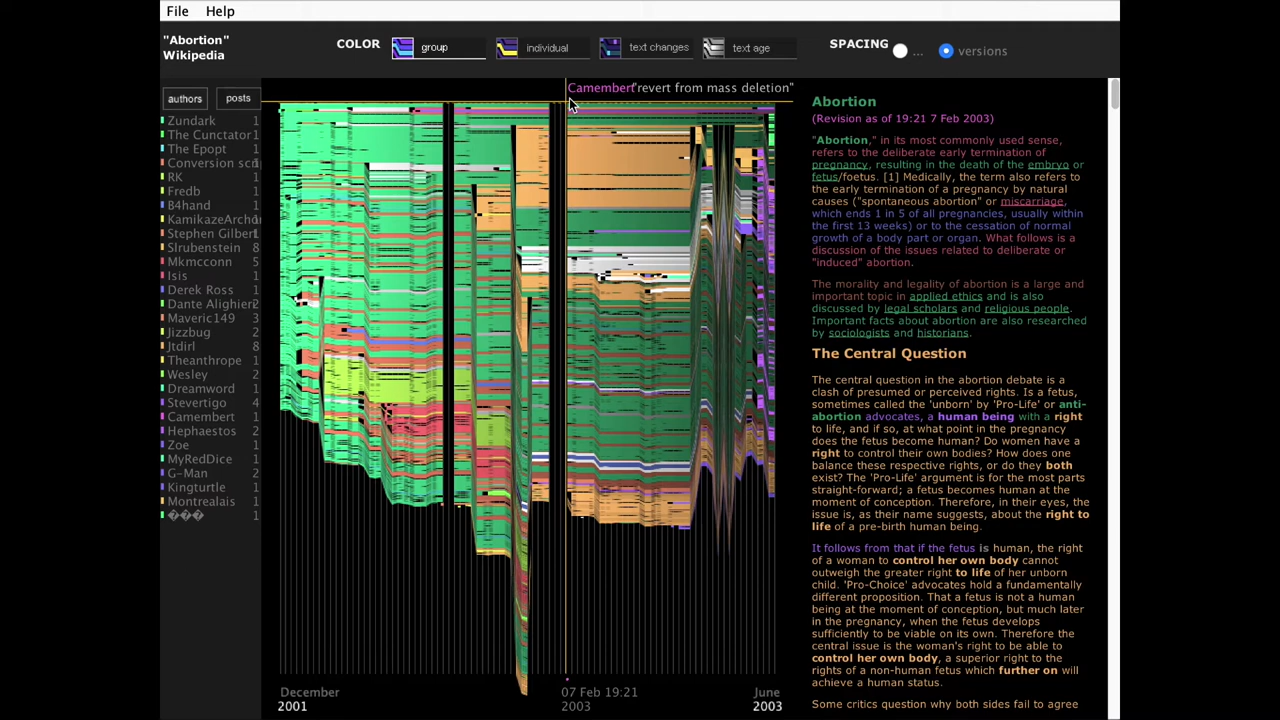 File Help
"Abortion"
Wikipedia
COLOR group individual text changes text age SPACING ... versions
authors posts
Zundark 1
The Cunctator 1
The Epopt 1
Conversion scri 1
RK 1
Fredb 1
B4hand 1
KamikazeArcha 1
Stephen Gilbert 1
Slrubenstein 8
Mkmcconn 5
Isis 1
Derek Ross 1
Dante Alighieri 2
Maveric149 3
Jizzbug 2
Jtdirl 8
Theanthrope 1
Wesley 2
Dreamword 1
Stevertigo 4
Camembert 1
Hephaestos 2
Zoe 1
MyRedDice 1
G-Man 2
Kingturtle 1
Montrealais 1
��� 1
Camembert "revert from mass deletion"
December
2001
07 Feb 19:21
2003
June
2003
Abortion
(Revision as of 19:21 7 Feb 2003)
"Abortion," in its most commonly used sense,
refers to the deliberate early termination of
pregnancy, resulting in the death of the embryo or
fetus/foetus. [1] Medically, the term also refers to
the early termination of a pregnancy by natural
causes ("spontaneous abortion" or miscarriage,
which ends 1 in 5 of all pregnancies, usually within
the first 13 weeks) or to the cessation of normal
growth of a body part or organ. What follows is a
discussion of the issues related to deliberate or
"induced" abortion.
The morality and legality of abortion is a large and
important topic in applied ethics and is also
discussed by legal scholars and religious people.
Important facts about abortion are also researched
by sociologists and historians.
The Central Question
The central question in the abortion debate is a
clash of presumed or perceived rights. Is a fetus,
sometimes called the 'unborn' by 'Pro-Life' or anti-
abortion advocates, a human being with a right
to life, and if so, at what point in the pregnancy
does the fetus become human? Do women have a
right to control their own bodies? How does one
balance these respective rights, or do they both
exist? The 'Pro-Life' argument is for the most parts
straight-forward; a fetus becomes human at the
moment of conception. Therefore, in their eyes, the
issue is, as their name suggests, about the right to
life of a pre-birth human being.
It follows from that if the fetus is human, the right
of a woman to control her own body cannot
outweigh the greater right to life of her unborn
child. 'Pro-Choice' advocates hold a fundamentally
different proposition. That a fetus is not a human
being at the moment of conception, but much later
in the pregnancy, when the fetus develops
sufficiently to be viable on its own. Therefore the
central issue is the woman's right to be able to
control her own body, a superior right to the
rights of a non-human fetus which further on will
achieve a human status.
Some critics question why both sides fail to agree